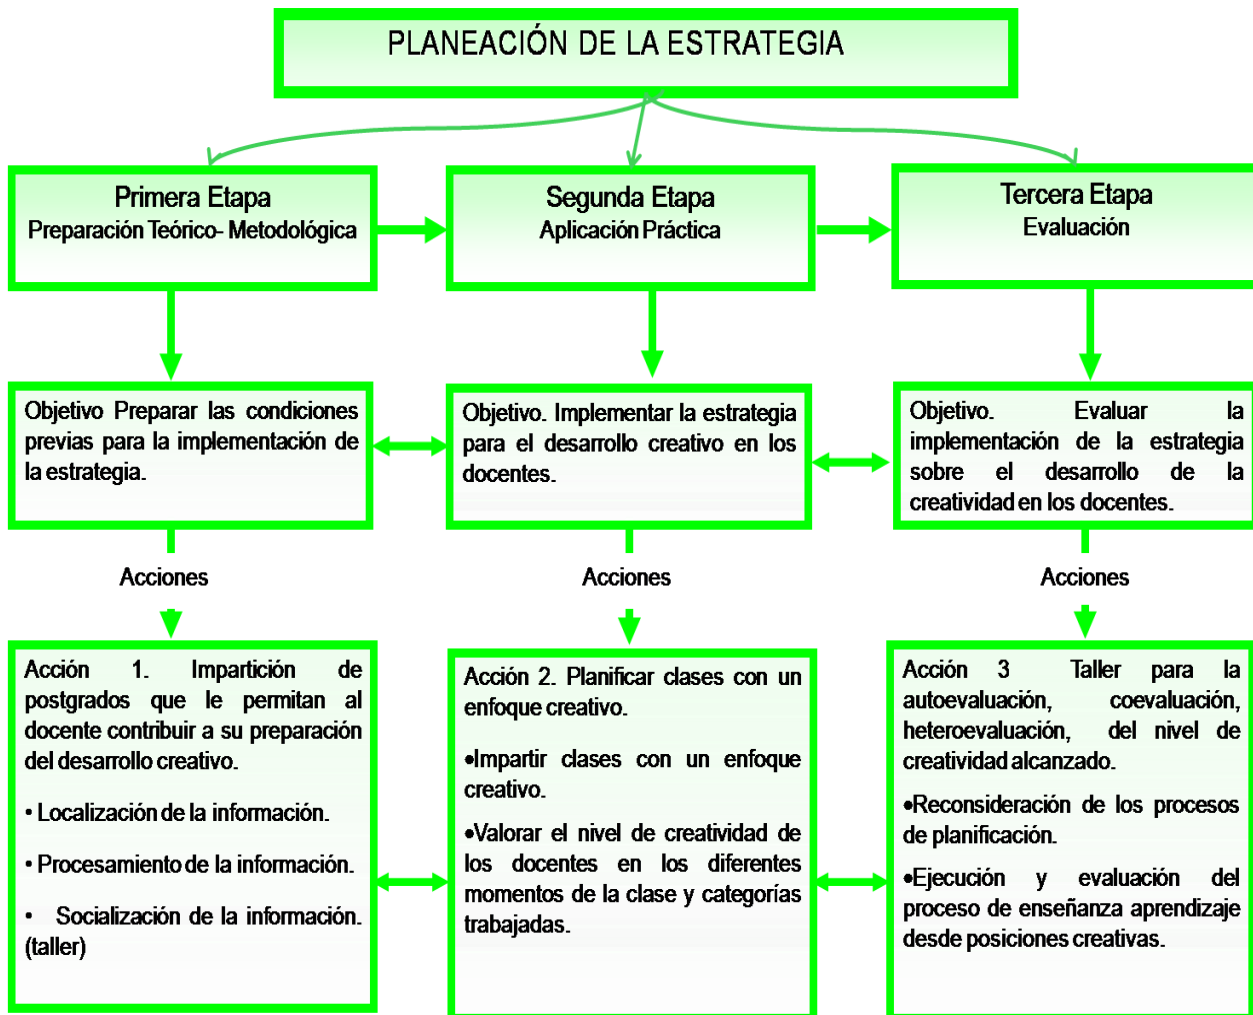 PLANEACIÓN DE LA ESTRATEGIA
Primera Etapa
Preparación Teórico- Metodológica
Segunda Etapa
Aplicación Práctica
Tercera Etapa
Evaluación
Objetivo Preparar las condiciones
previas para la implementación de
la estrategia.
Objetivo. Implementar la estrategia
para el desarrollo creativo en los
docentes.
Objetivo. Evaluar la
implementación de la estrategia
sobre el desarrollo de la
creatividad en los docentes.
Acciones
Acciones
Acciones
Acción 1. Impartición de
postgrados que le permitan al
docente contribuir a su preparación
del desarrollo creativo.
• Localización de la información.
• Procesamiento de la información.
• Socialización de la información.
(taller)
Acción 2. Planificar clases con un
enfoque creativo.
•Impartir clases con un enfoque
creativo.
•Valorar el nivel de creatividad de
los docentes en los diferentes
momentos de la clase y categorías
trabajadas.
Acción 3 Taller para la
autoevaluación, coevaluación,
heteroevaluación, del nivel de
creatividad alcanzado.
•Reconsideración de los procesos
de planificación.
•Ejecución y evaluación del
proceso de enseñanza aprendizaje
desde posiciones creativas.